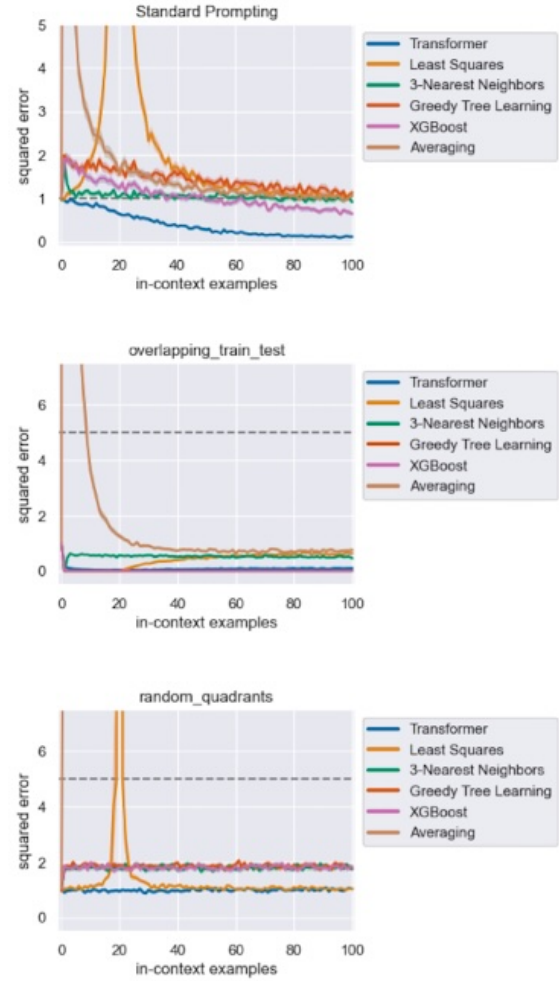 Standard Prompting
5
4
3
2
1
0
squared error
0 20 40 60 80 100
in-context examples
Transformer
Least Squares
3-Nearest Neighbors
Greedy Tree Learning
XGBoost
Averaging
overlapping_train_test
6
4
2
0
squared error
0 20 40 60 80 100
in-context examples
Transformer
Least Squares
3-Nearest Neighbors
Greedy Tree Learning
XGBoost
Averaging
random_quadrants
6
4
2
0
squared error
0 20 40 60 80 100
in-context examples
Transformer
Least Squares
3-Nearest Neighbors
Greedy Tree Learning
XGBoost
Averaging